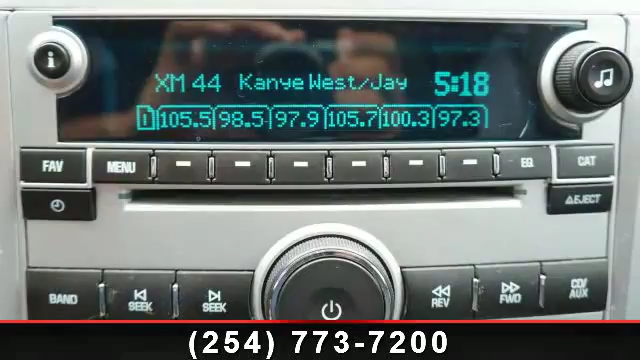 XM 44 Kanye West/Jay 5:18
1 105.5 98.5 97.9 105.7 100.3 97.3
FAV MENU EQ CAT
EJECT
BAND SEEK SEEK REV FWD CD/AUX
(254) 773-7200